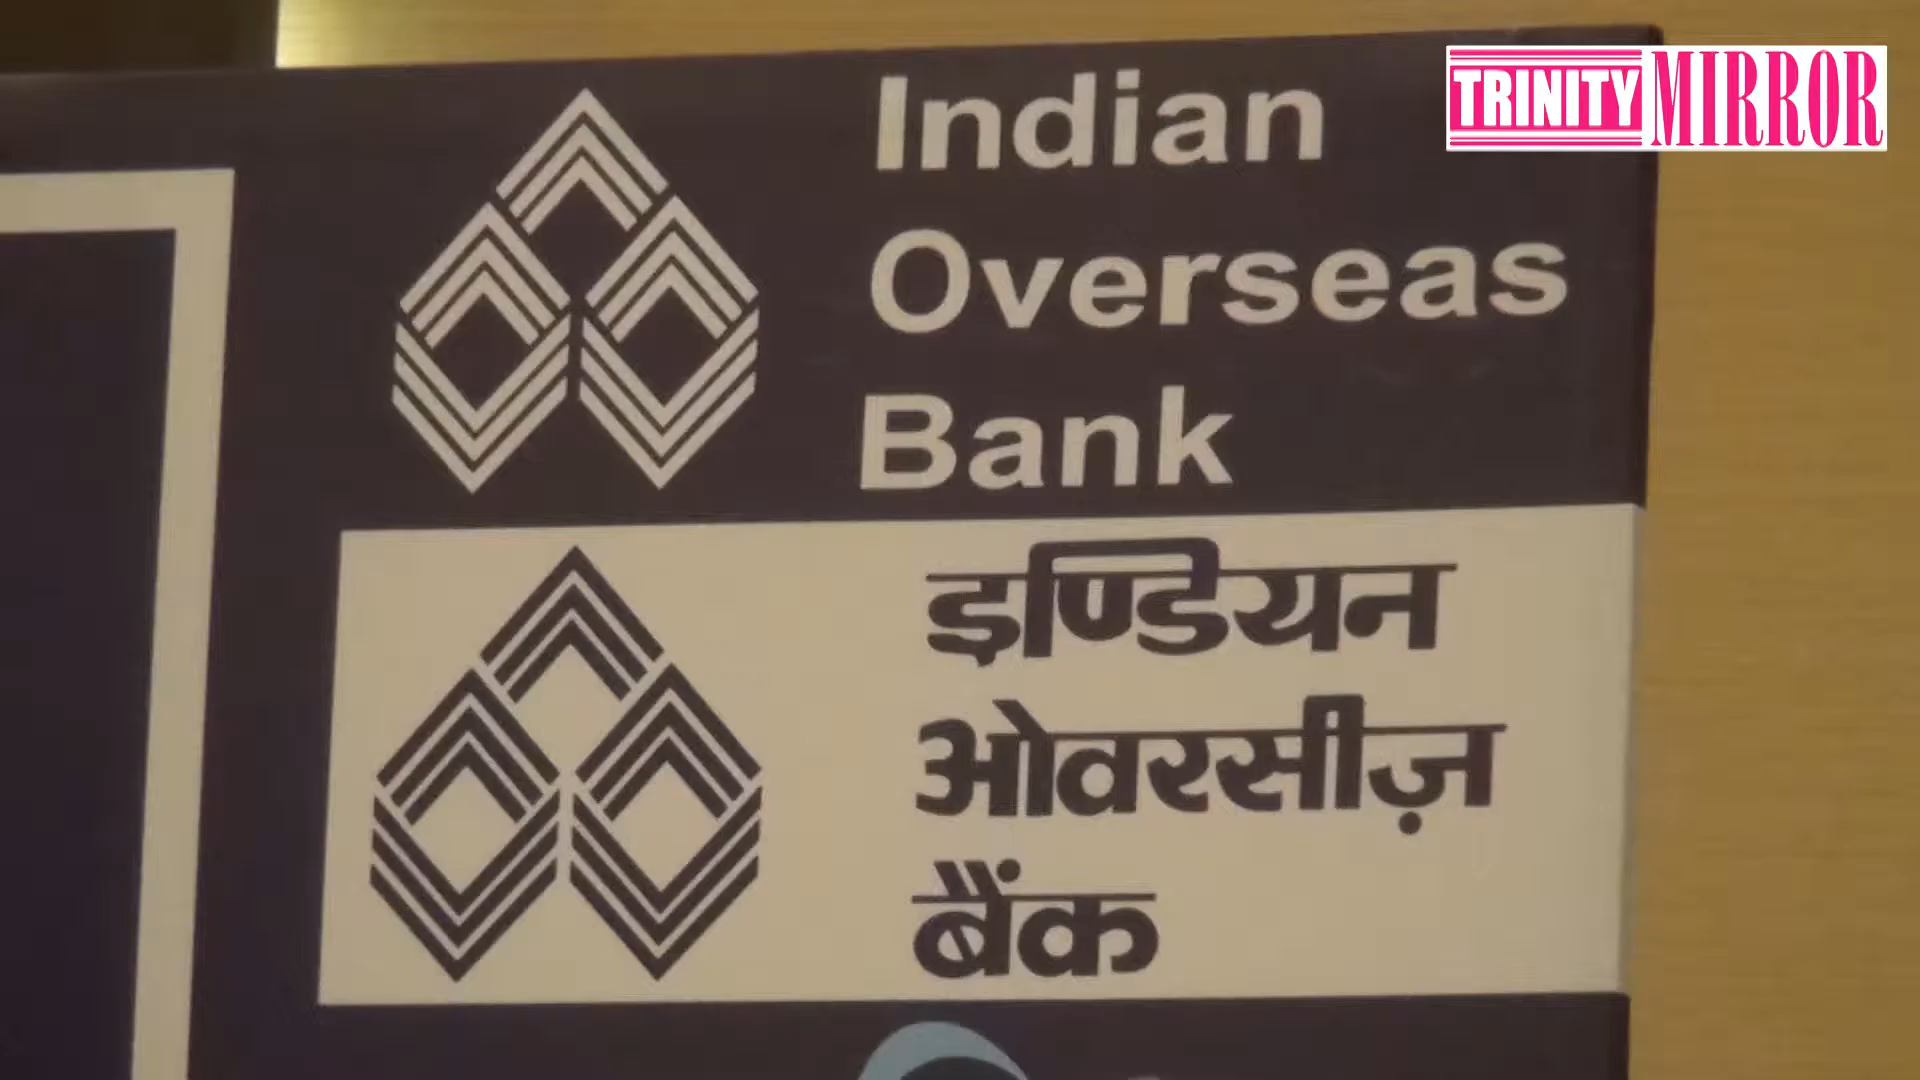 TRINITY MIRROR
Indian
Overseas
Bank
इण्डियन
ओवरसीज़
बैंक